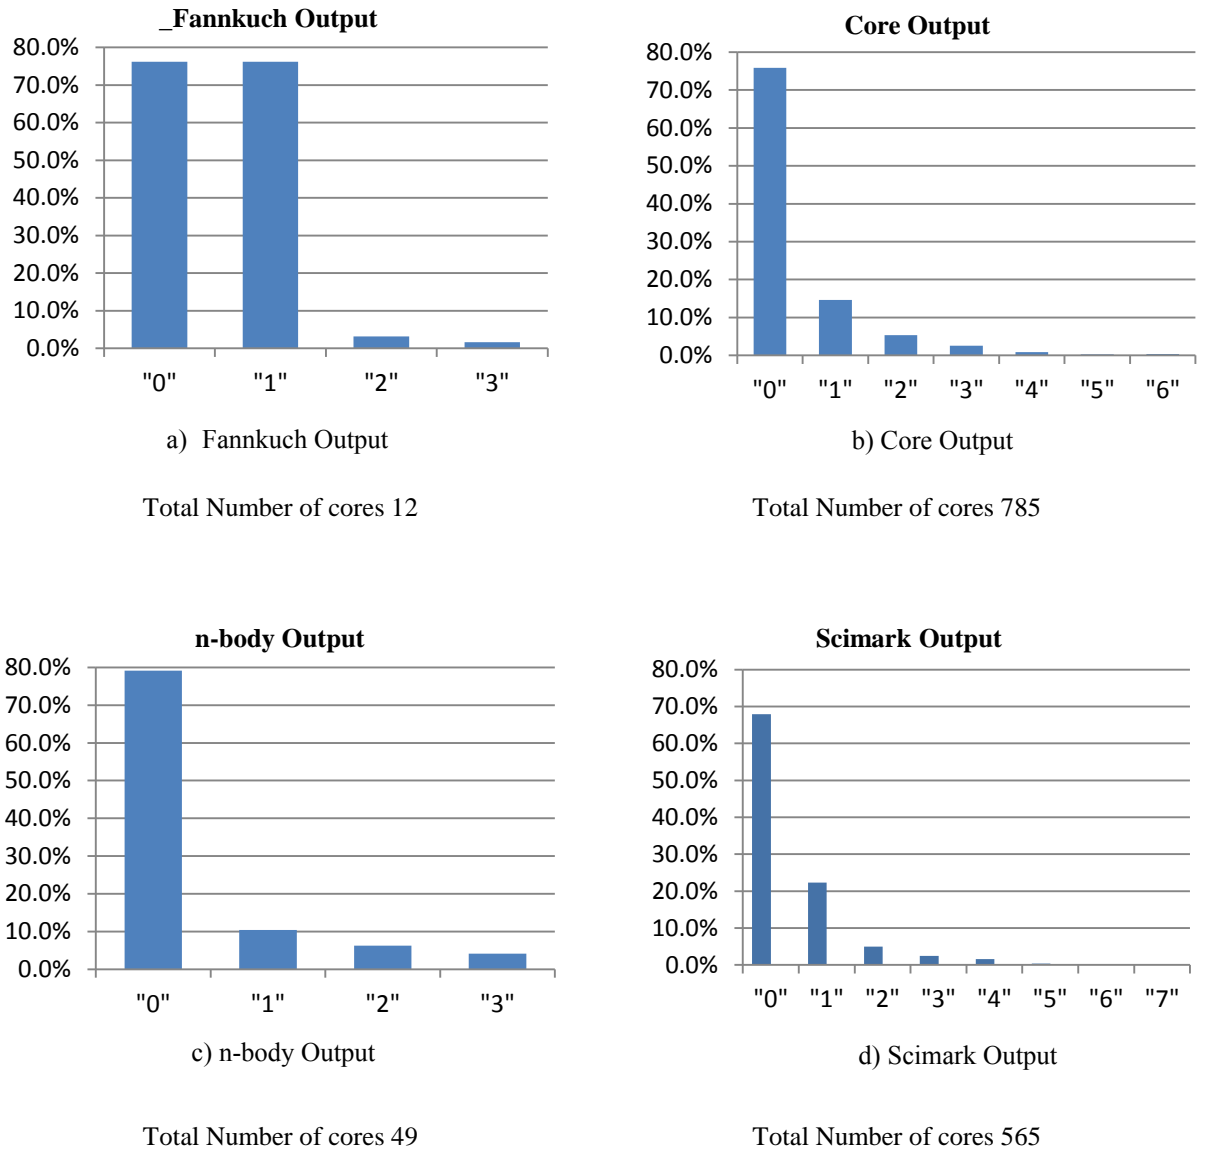 _Fannkuch Output
80.0%
70.0%
60.0%
50.0%
40.0%
30.0%
20.0%
10.0%
0.0%
"0" "1" "2" "3"
a) Fannkuch Output
Total Number of cores 12
Core Output
80.0%
70.0%
60.0%
50.0%
40.0%
30.0%
20.0%
10.0%
0.0%
"0" "1" "2" "3" "4" "5" "6"
b) Core Output
Total Number of cores 785
n-body Output
80.0%
70.0%
60.0%
50.0%
40.0%
30.0%
20.0%
10.0%
0.0%
"0" "1" "2" "3"
c) n-body Output
Total Number of cores 49
Scimark Output
80.0%
70.0%
60.0%
50.0%
40.0%
30.0%
20.0%
10.0%
0.0%
"0" "1" "2" "3" "4" "5" "6" "7"
d) Scimark Output
Total Number of cores 565